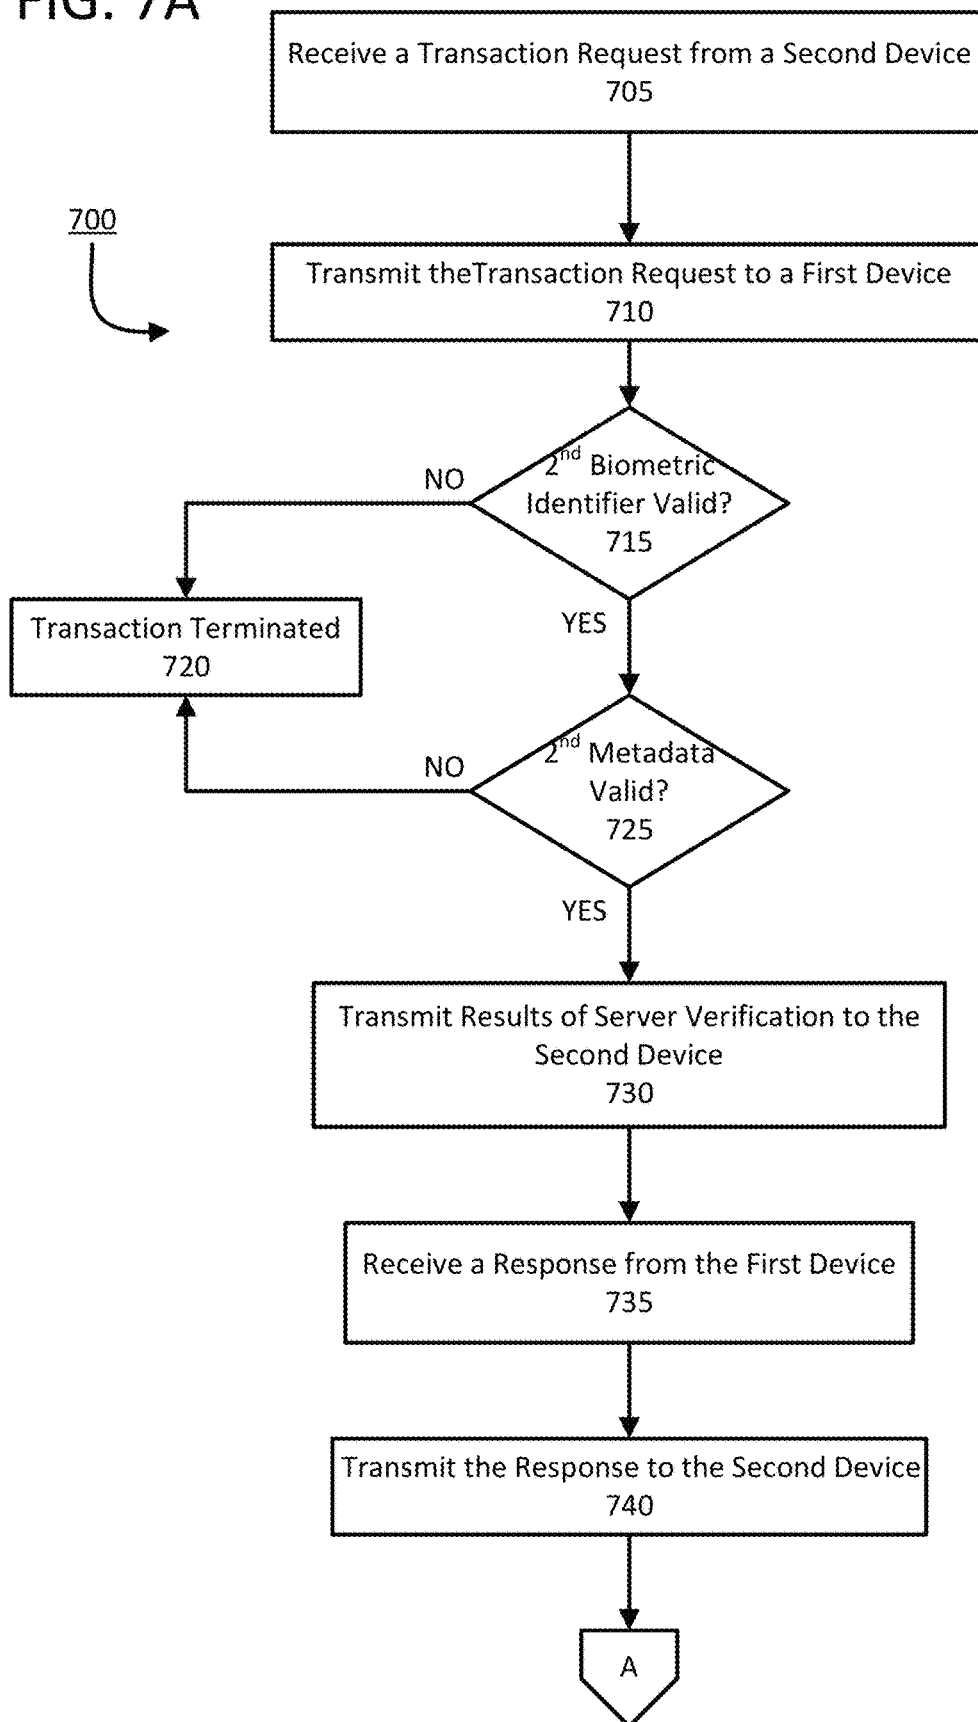 FIG. 7A
Receive a Transaction Request from a Second Device
705
700
Transmit theTransaction Request to a First Device
710
NO
2nd Biometric
Identifier Valid?
715
YES
Transaction Terminated
720
NO
2nd Metadata
Valid?
725
YES
Transmit Results of Server Verification to the
Second Device
730
Receive a Response from the First Device
735
Transmit the Response to the Second Device
740
A